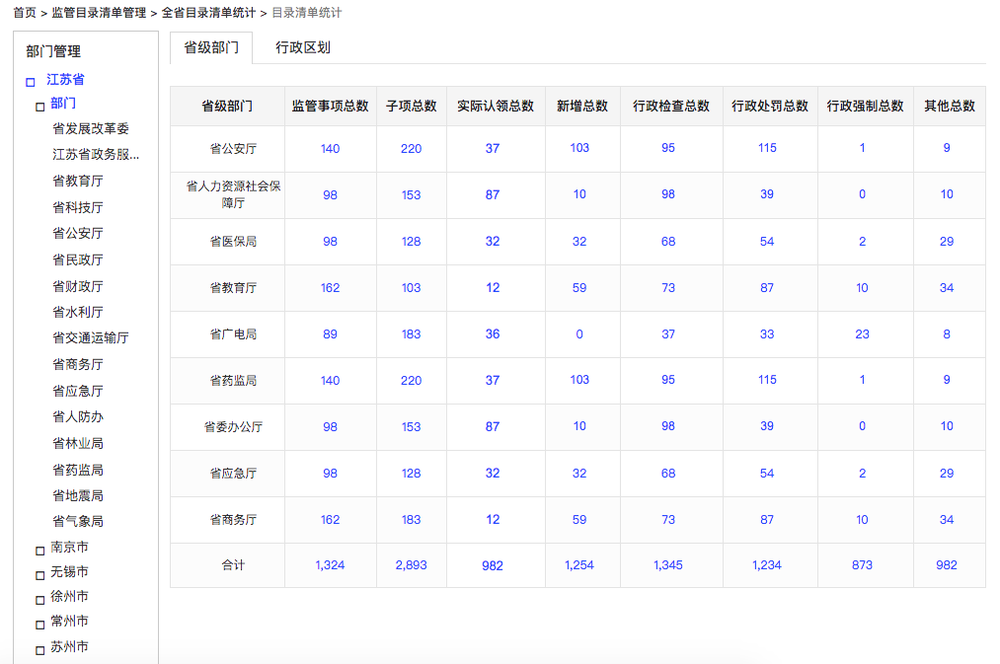 首页 > 监管目录清单管理 > 全省目录清单统计 > 目录清单统计
部门管理
江苏省
部门
省发展改革委
江苏省政务服...
省教育厅
省科技厅
省公安厅
省民政厅
省财政厅
省水利厅
省交通运输厅
省商务厅
省应急厅
省人防办
省林业局
省药监局
省地震局
省气象局
南京市
无锡市
徐州市
常州市
苏州市
省级部门 行政区划
省级部门 监管事项总数 子项总数 实际认领总数 新增总数 行政检查总数 行政处罚总数 行政强制总数 其他总数
省公安厅 140 220 37 103 95 115 1 9
省人力资源社会保
障厅 98 153 87 10 98 39 0 10
省医保局 98 128 32 32 68 54 2 29
省教育厅 162 103 12 59 73 87 10 34
省广电局 89 183 36 0 37 33 23 8
省药监局 140 220 37 103 95 115 1 9
省委办公厅 98 153 87 10 98 39 0 10
省应急厅 98 128 32 32 68 54 2 29
省商务厅 162 183 12 59 73 87 10 34
合计 1,324 2,893 982 1,254 1,345 1,234 873 982